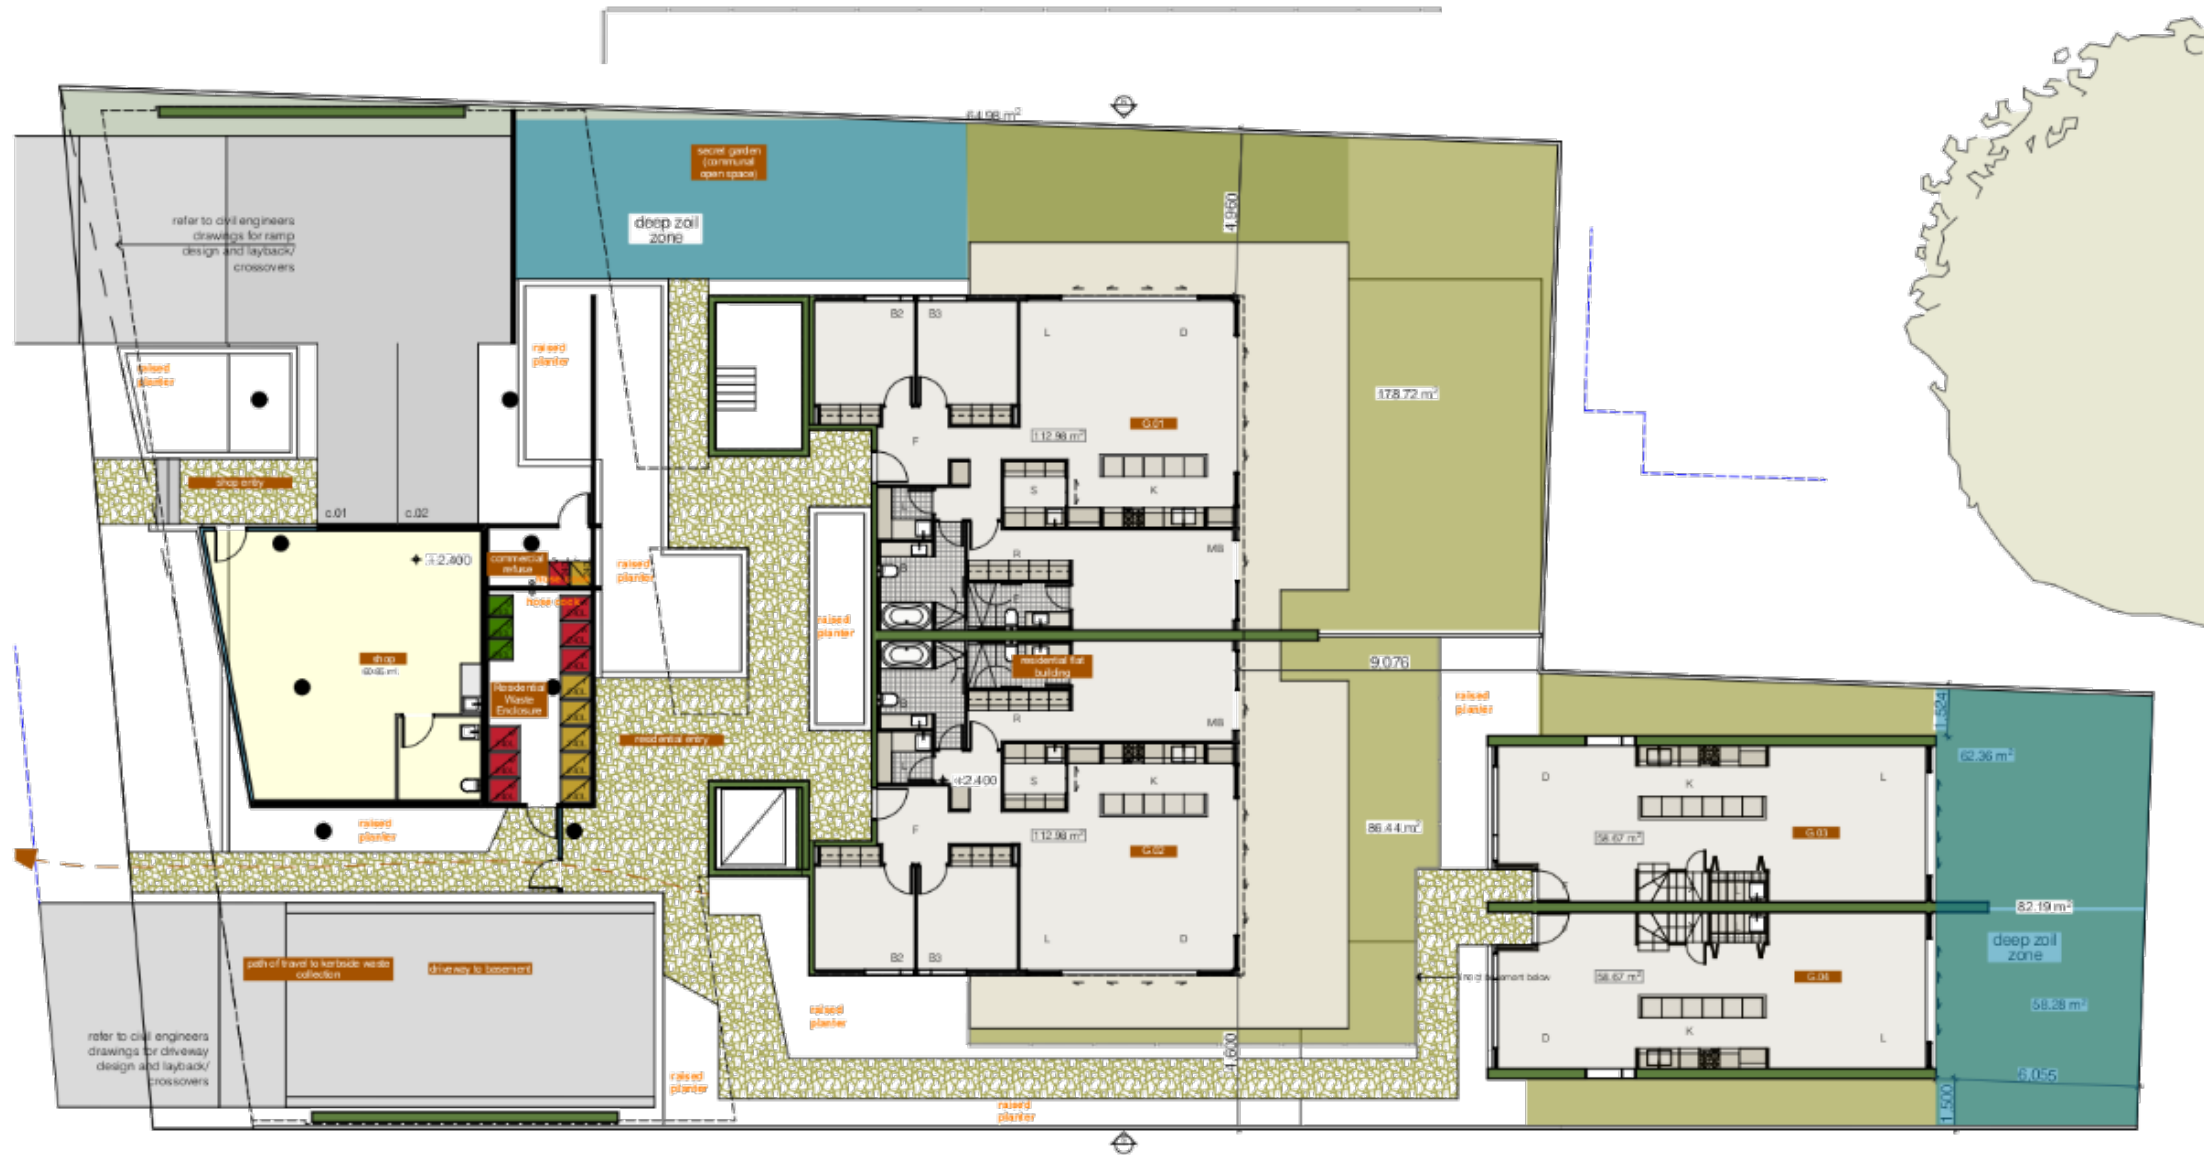 64.98 m²
secret garden
(communal
open space)
deep zoil
zone
4.950
refer to civil engineers
drawings for ramp
design and layback/
crossovers
B2
B3
L
D
raised
planter
raised
planter
178.72 m²
G.01
112.98 m²
F
shop entry
S
K
c.01
c.02
+2.400
commercial
refuse
R
MB
raised
planter
B
E
hose cock
raised
planter
shop
residential flat
building
9.076
Residential
Waste
Enclosure
raised
planter
1.524
B
R
MB
residential entry
62.36 m²
+2.400
S
K
D
K
L
raised
planter
F
112.98 m²
G.02
86.44 m²
58.67 m²
G.03
82.19 m²
L
D
deep zoil
zone
B2
B3
path of travel to kerbside waste
collection
driveway to basement
58.67 m²
G.04
58.28 m²
raised
planter
refer to civil engineers
drawings for driveway
design and layback/
crossovers
D
K
L
4.600
raised
planter
6.055
raised
planter
1.500